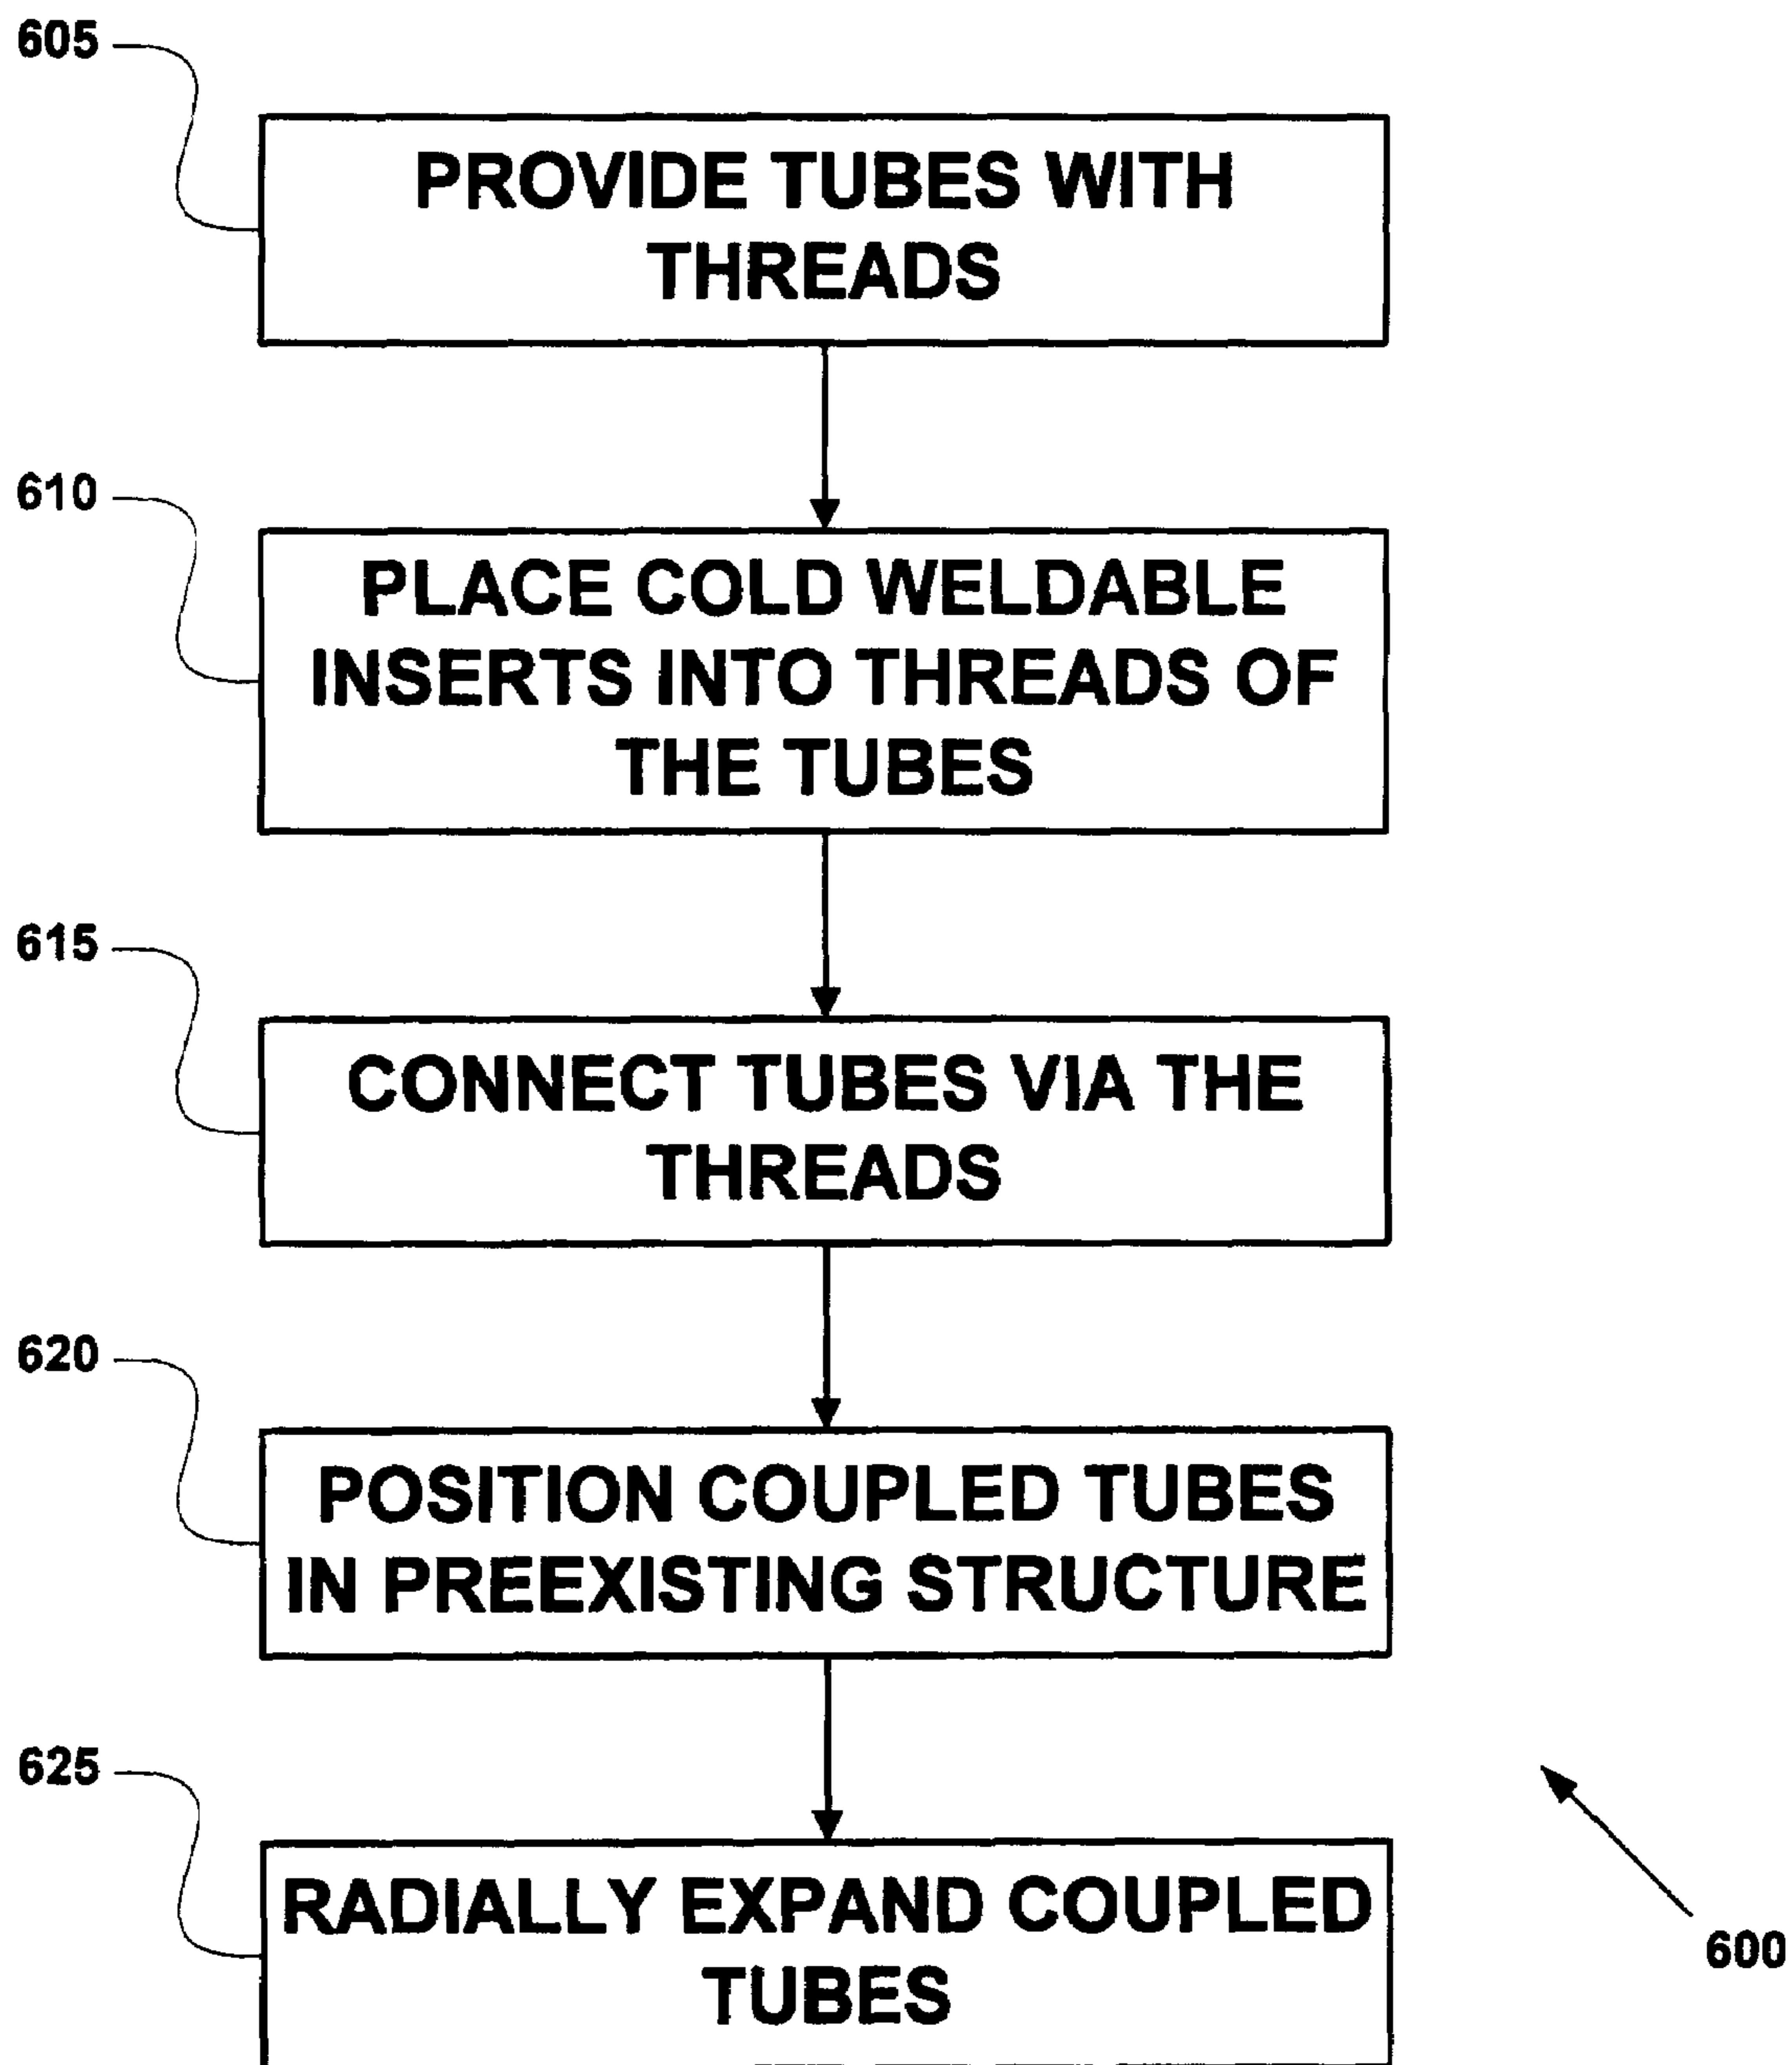 605
PROVIDE TUBES WITH
THREADS
610
PLACE COLD WELDABLE
INSERTS INTO THREADS OF
THE TUBES
615
CONNECT TUBES VIA THE
THREADS
620
POSITION COUPLED TUBES
IN PREEXISTING STRUCTURE
625
RADIALLY EXPAND COUPLED
TUBES
600